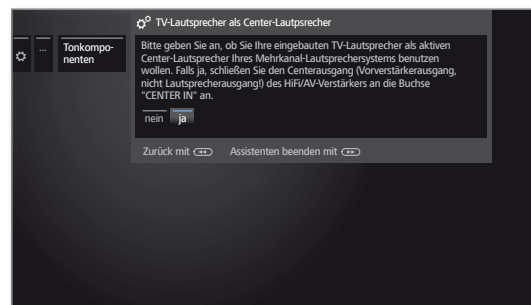 TV-Lautsprecher als Center-Lautpsrecher
...
Tonkompo-
nenten
Bitte geben Sie an, ob Sie Ihre eingebauten TV-Lautsprecher als aktiven
Center-Lautsprecher Ihres Mehrkanal-Lautsprechersystems benutzen
wollen. Falls ja, schließen Sie den Centerausgang (Vorverstärkerausgang,
nicht Lautsprecherausgang!) des HiFi/AV-Verstärkers an die Buchse
"CENTER IN" an.
nein ja
Zurück mit Assistenten beenden mit